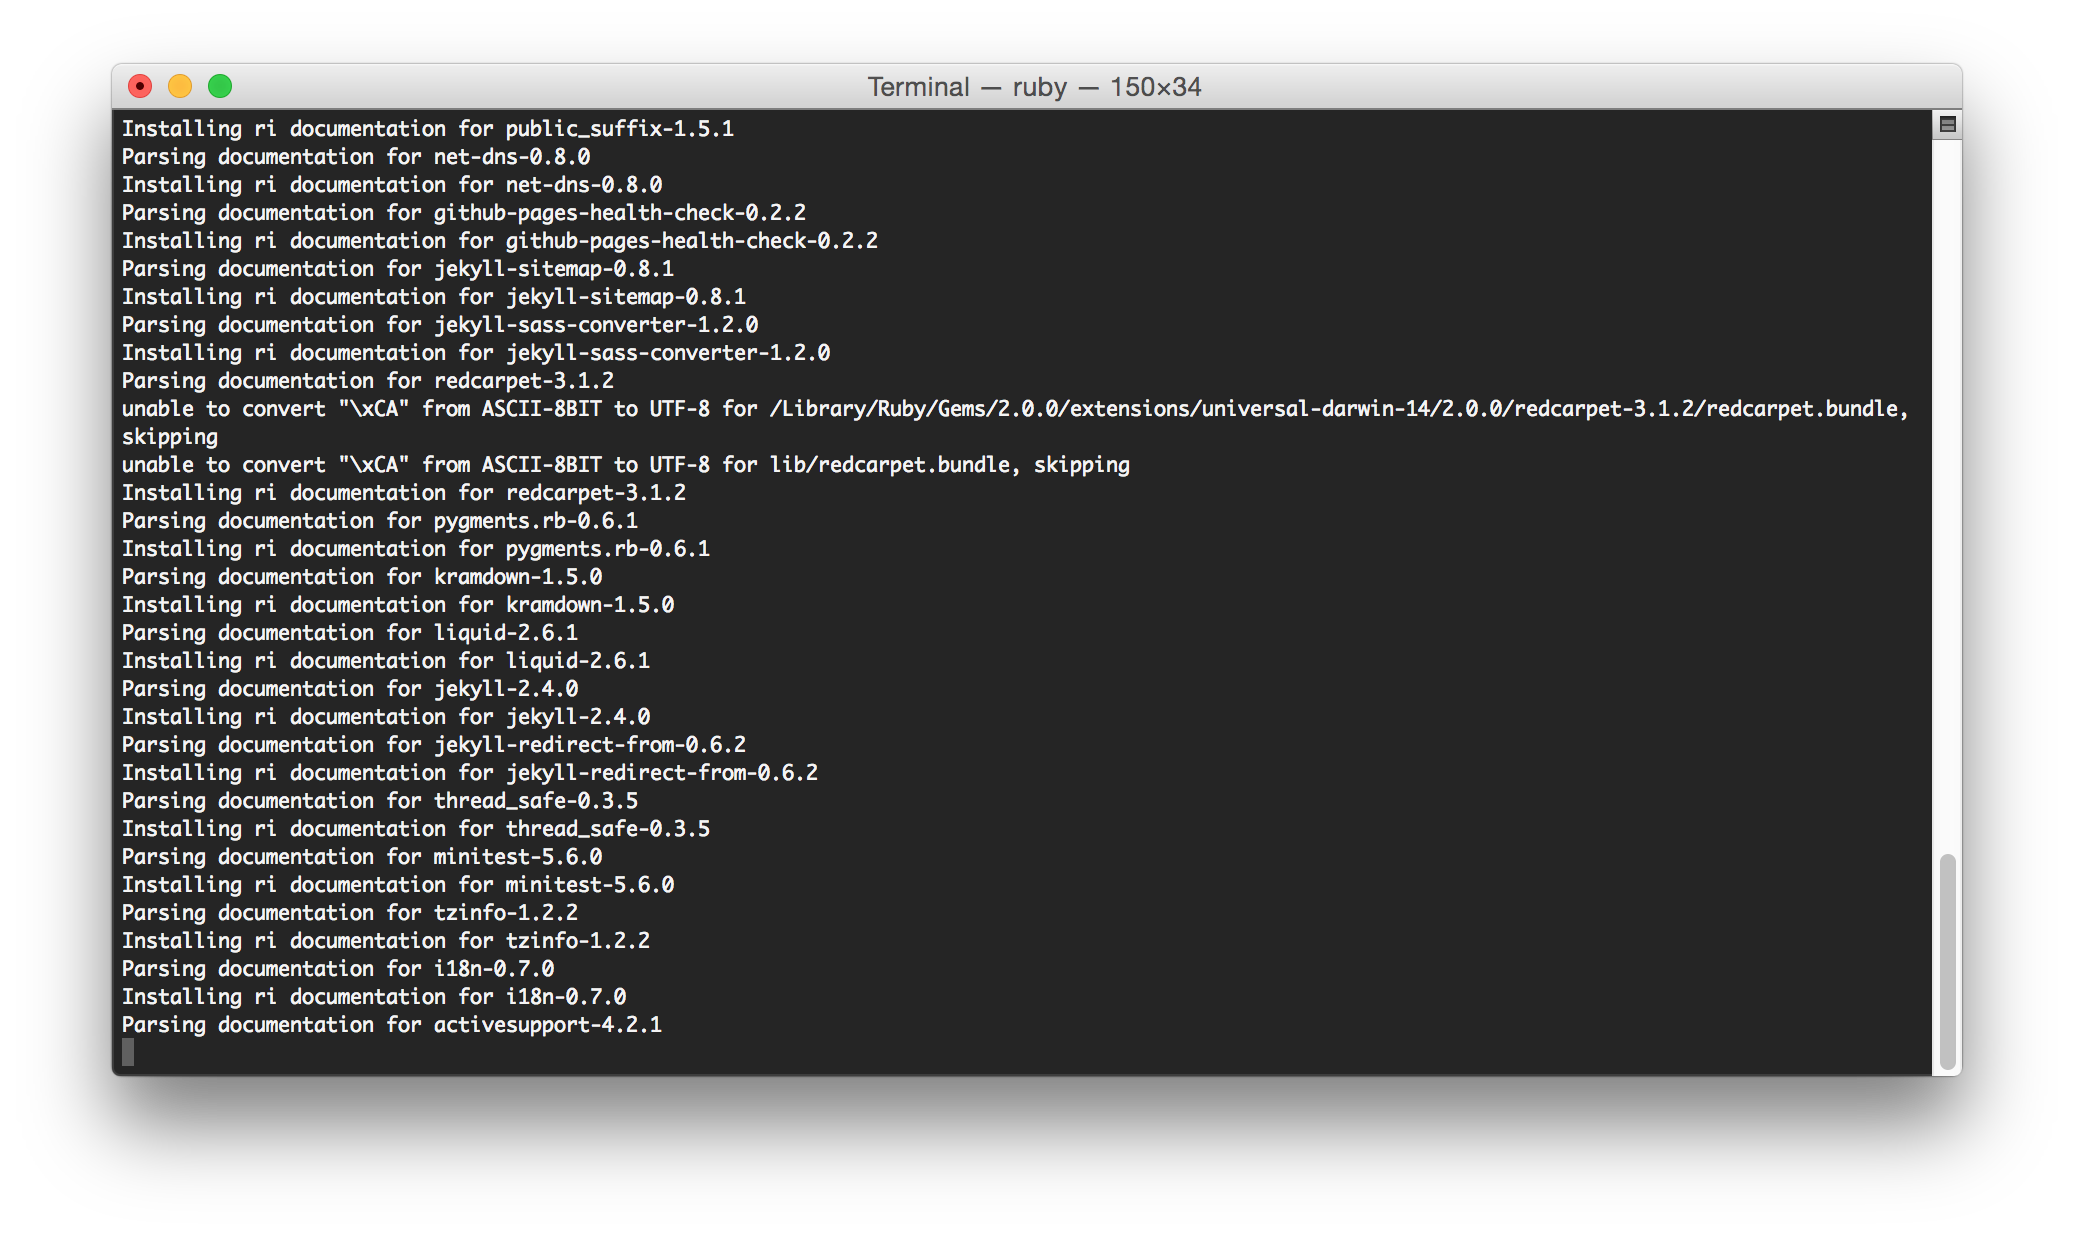 Terminal — ruby — 150×34
Installing ri documentation for public_suffix-1.5.1
Parsing documentation for net-dns-0.8.0
Installing ri documentation for net-dns-0.8.0
Parsing documentation for github-pages-health-check-0.2.2
Installing ri documentation for github-pages-health-check-0.2.2
Parsing documentation for jekyll-sitemap-0.8.1
Installing ri documentation for jekyll-sitemap-0.8.1
Parsing documentation for jekyll-sass-converter-1.2.0
Installing ri documentation for jekyll-sass-converter-1.2.0
Parsing documentation for redcarpet-3.1.2
unable to convert "\xCA" from ASCII-8BIT to UTF-8 for /Library/Ruby/Gems/2.0.0/extensions/universal-darwin-14/2.0.0/redcarpet-3.1.2/redcarpet.bundle,
skipping
unable to convert "\xCA" from ASCII-8BIT to UTF-8 for lib/redcarpet.bundle, skipping
Installing ri documentation for redcarpet-3.1.2
Parsing documentation for pygments.rb-0.6.1
Installing ri documentation for pygments.rb-0.6.1
Parsing documentation for kramdown-1.5.0
Installing ri documentation for kramdown-1.5.0
Parsing documentation for liquid-2.6.1
Installing ri documentation for liquid-2.6.1
Parsing documentation for jekyll-2.4.0
Installing ri documentation for jekyll-2.4.0
Parsing documentation for jekyll-redirect-from-0.6.2
Installing ri documentation for jekyll-redirect-from-0.6.2
Parsing documentation for thread_safe-0.3.5
Installing ri documentation for thread_safe-0.3.5
Parsing documentation for minitest-5.6.0
Installing ri documentation for minitest-5.6.0
Parsing documentation for tzinfo-1.2.2
Installing ri documentation for tzinfo-1.2.2
Parsing documentation for i18n-0.7.0
Installing ri documentation for i18n-0.7.0
Parsing documentation for activesupport-4.2.1